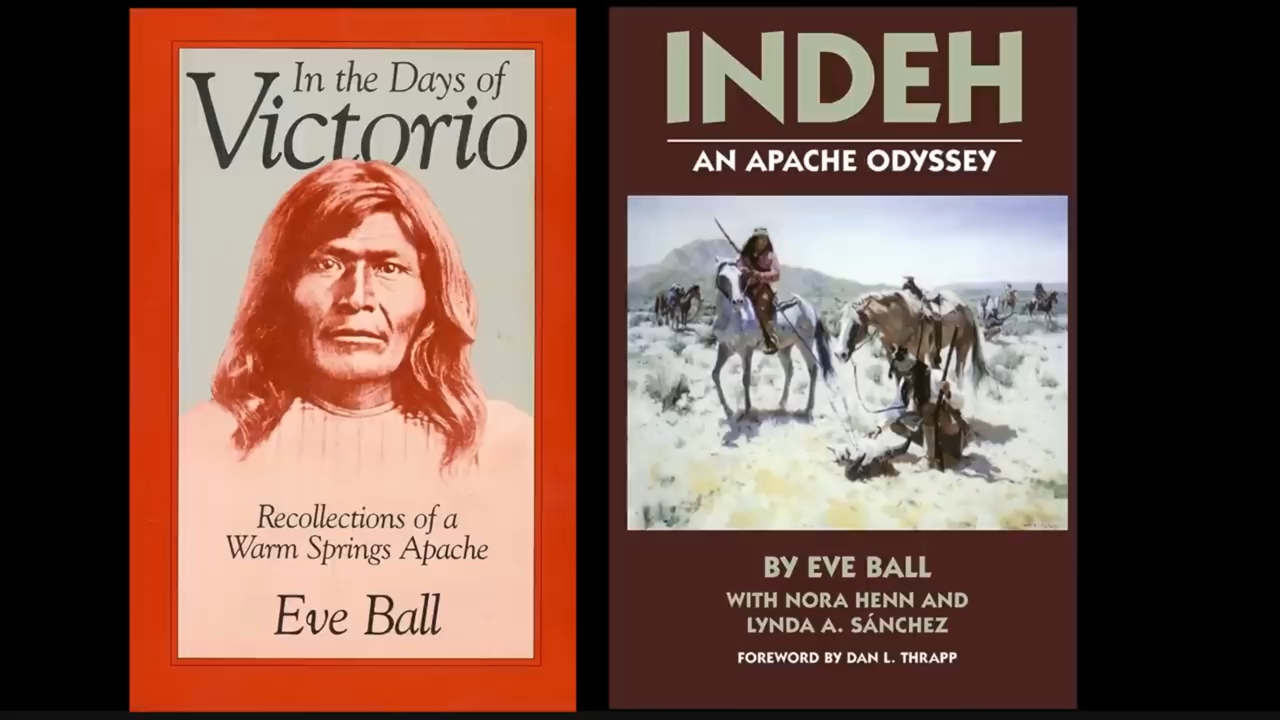 In the Days of
Victorio
Recollections of a
Warm Springs Apache
Eve Ball
INDEH
AN APACHE ODYSSEY
BY EVE BALL
WITH NORA HENN AND
LYNDA A. SÁNCHEZ
FOREWORD BY DAN L. THRAPP